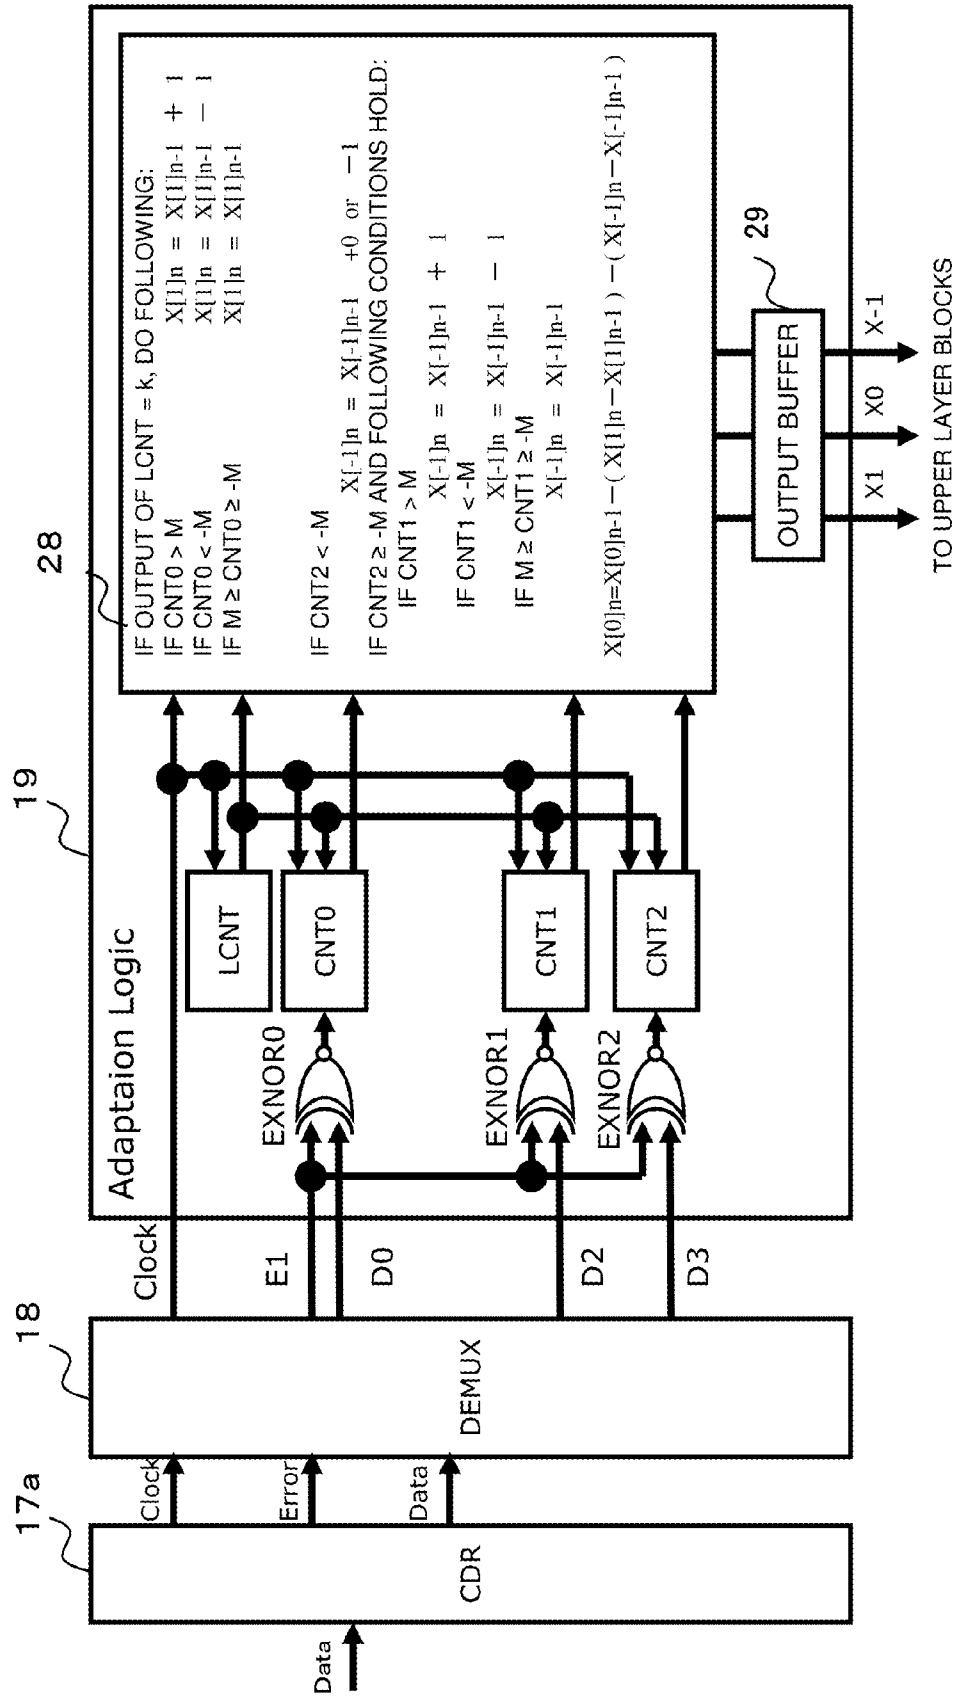 17a
18
19
28
Data
CDR
Clock
Error
Data
DEMUX
Clock
E1
D0
D2
D3
Adaptaion Logic
EXNOR0
EXNOR1
EXNOR2
LCNT
CNT0
CNT1
CNT2
IF OUTPUT OF LCNT = k, DO FOLLOWING:
IF CNT0 > M X[1]n = X[1]n-1 + 1
IF CNT0 < -M X[1]n = X[1]n-1 − 1
IF M ≥ CNT0 ≥ -M X[1]n = X[1]n-1
IF CNT2 < -M
X[-1]n = X[-1]n-1 +0 or −1
IF CNT2 ≥ -M AND FOLLOWING CONDITIONS HOLD:
IF CNT1 > M
X[-1]n = X[-1]n-1 + 1
IF CNT1 < -M
X[-1]n = X[-1]n-1 − 1
IF M ≥ CNT1 ≥ -M
X[-1]n = X[-1]n-1
X[0]n=X[0]n-1−( X[1]n−X[1]n-1 )−( X[-1]n−X[-1]n-1 )
29
OUTPUT BUFFER
X1
X0
X-1
TO UPPER LAYER BLOCKS